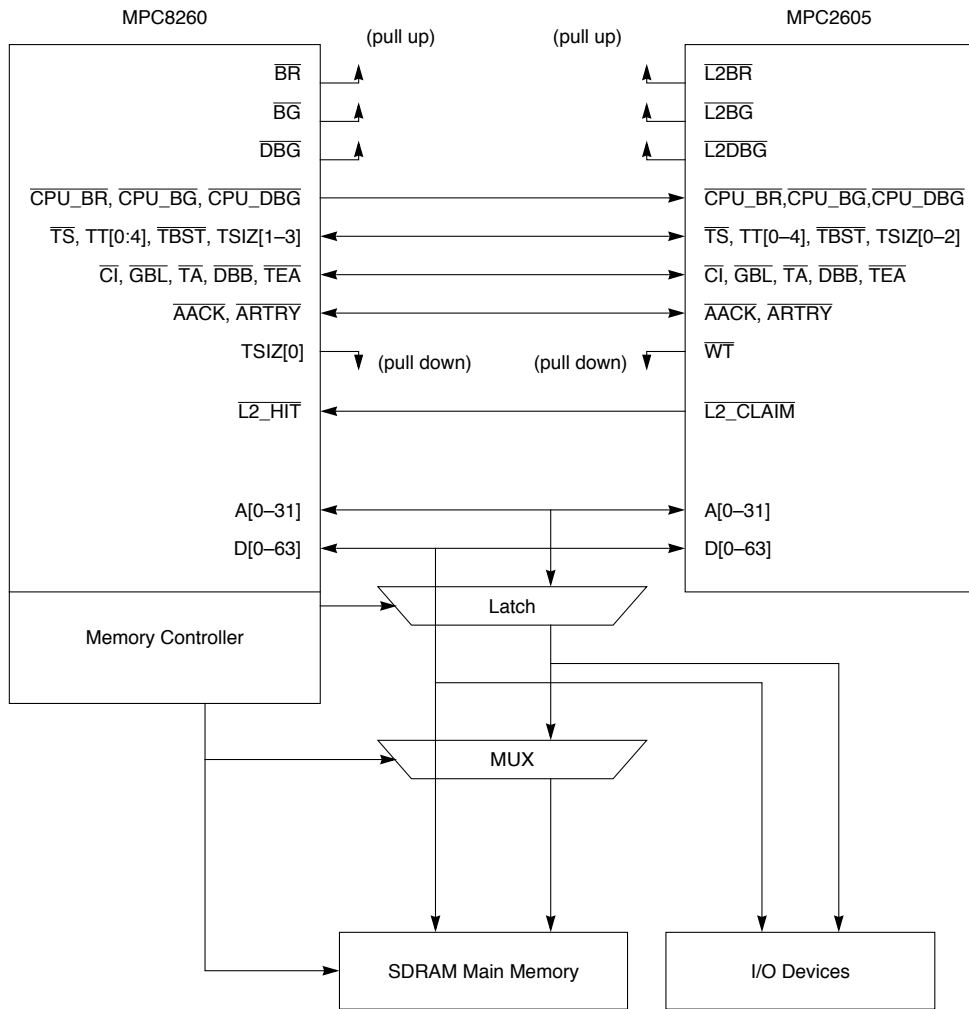 MPC8260 MPC2605
(pull up) (pull up)
BR L2BR
BG L2BG
DBG L2DBG
CPU_BR, CPU_BG, CPU_DBG CPU_BR,CPU_BG,CPU_DBG
TS, TT[0:4], TBST, TSIZ[1–3] TS, TT[0–4], TBST, TSIZ[0–2]
CI, GBL, TA, DBB, TEA CI, GBL, TA, DBB, TEA
AACK, ARTRY AACK, ARTRY
TSIZ[0] (pull down) (pull down) WT
L2_HIT L2_CLAIM
A[0–31] A[0–31]
D[0–63] D[0–63]
Latch
Memory Controller
MUX
SDRAM Main Memory I/O Devices